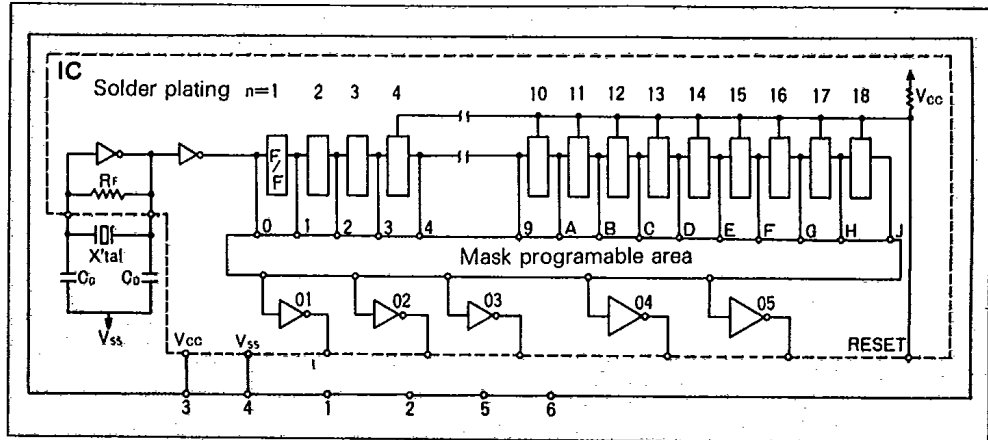 IC
Solder plating n=1 2 3 4 10 11 12 13 14 15 16 17 18 Vcc
F/F
RF
X'tal
CG CD
Vss
0 1 2 3 4 9 A B C D E F G H J
Mask programable area
01 02 03 04 05
Vcc Vss RESET
3 4 1 2 5 6